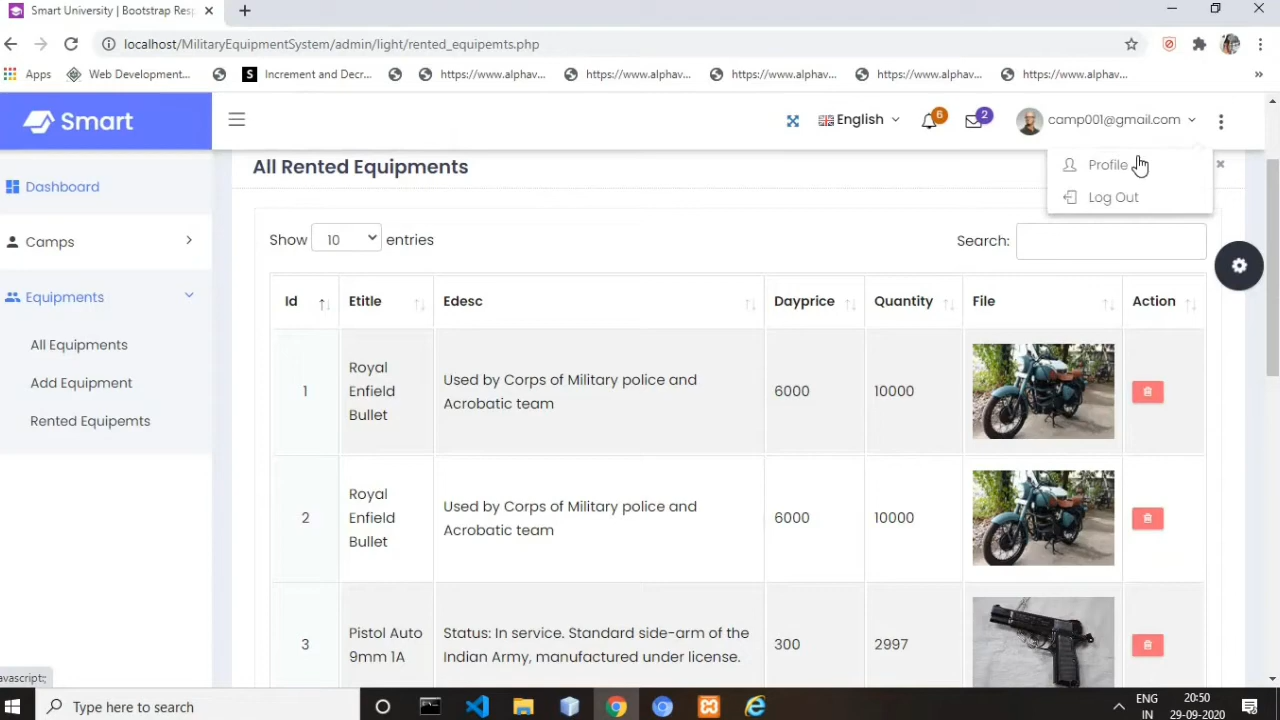 Smart University | Bootstrap Resp
localhost/MilitaryEquipmentSystem/admin/light/rented_equipemts.php
Apps
Web Development...
S
Increment and Decr...
https://www.alphav...
https://www.alphav...
https://www.alphav...
https://www.alphav...
https://www.alphav...
»
Smart
English
6
2
camp001@gmail.com
Profile
Log Out
Dashboard
Camps
Equipments
All Equipments
Add Equipment
Rented Equipemts
All Rented Equipments
Show 10 entries
Search:
Id Etitle Edesc Dayprice Quantity File Action
1
Royal
Enfield
Bullet
Used by Corps of Military police and
Acrobatic team
6000
10000
2
Royal
Enfield
Bullet
Used by Corps of Military police and
Acrobatic team
6000
10000
3
Pistol Auto
9mm 1A
Status: In service. Standard side-arm of the
Indian Army, manufactured under license.
300
2997
avascript:
Type here to search
ENG
IN
20:50
29-09-2020